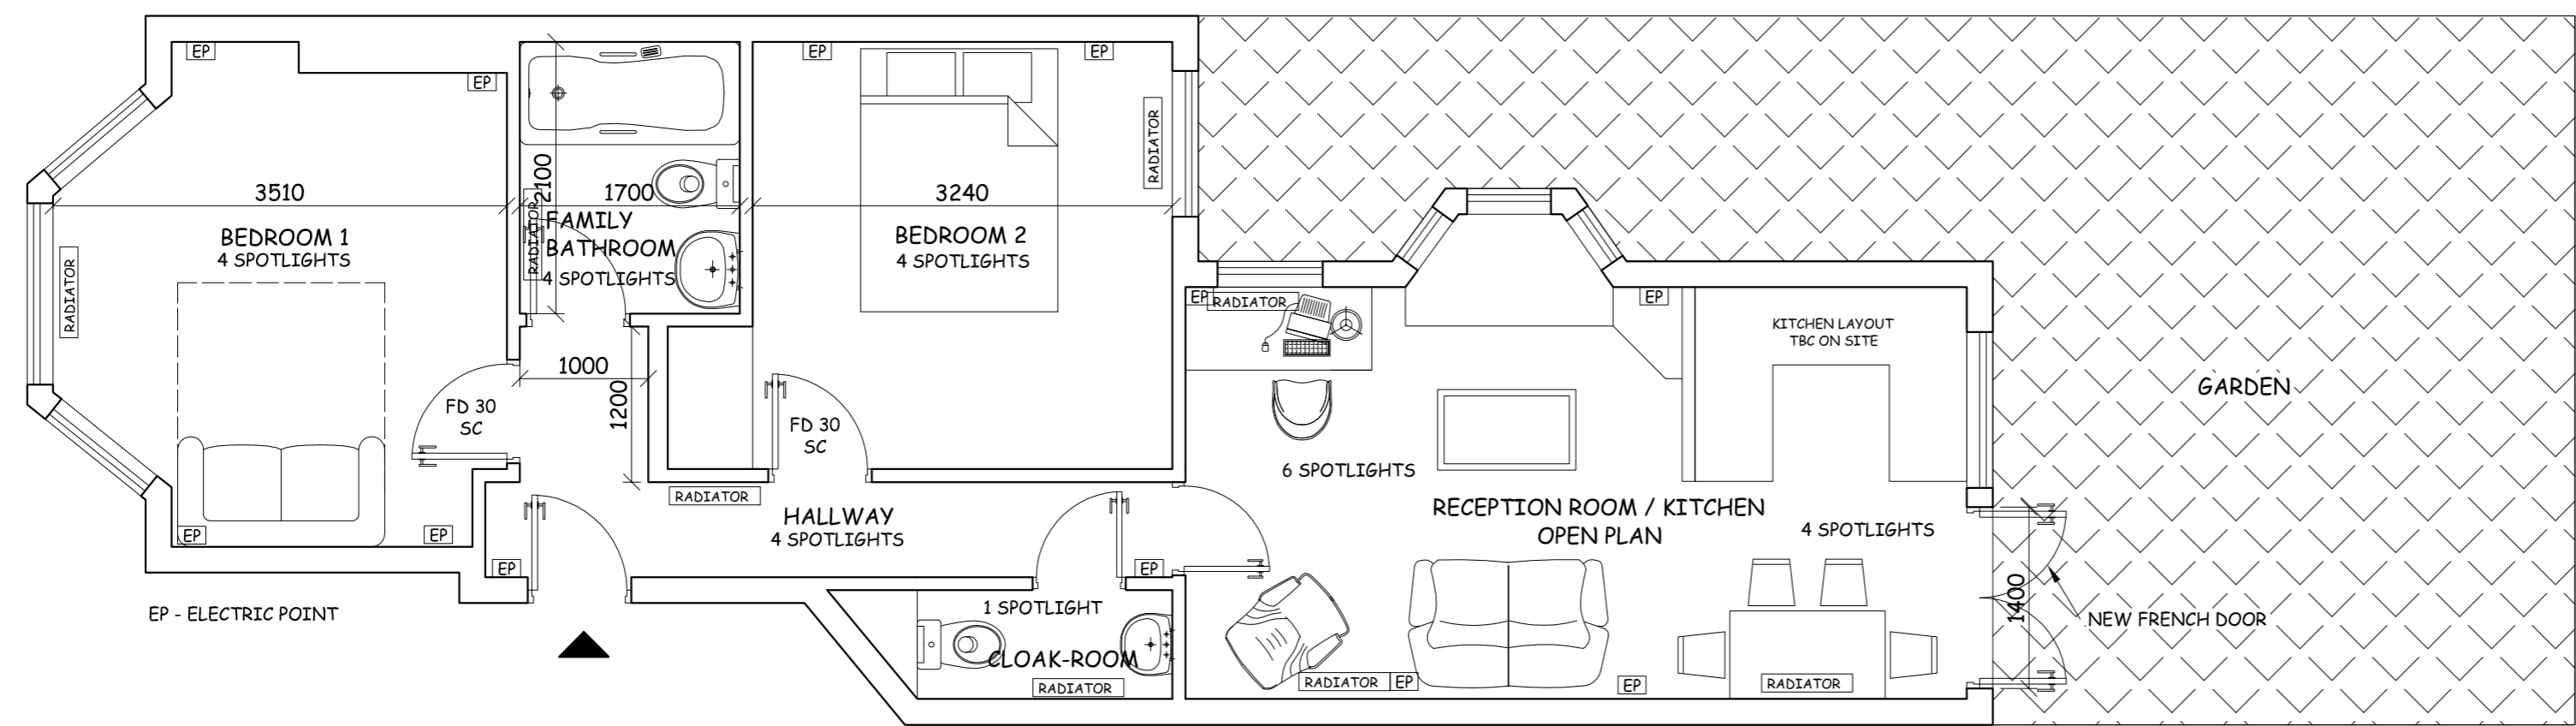 EP
EP
EP
EP
RADIATOR
3510
2100
1700
3240
RADIATOR
FAMILY
BATHROOM
4 SPOTLIGHTS
BEDROOM 1
4 SPOTLIGHTS
BEDROOM 2
4 SPOTLIGHTS
RADIATOR
EP
RADIATOR
EP
KITCHEN LAYOUT
TBC ON SITE
1000
1200
FD 30
SC
FD 30
SC
GARDEN
6 SPOTLIGHTS
RADIATOR
RECEPTION ROOM / KITCHEN
OPEN PLAN
4 SPOTLIGHTS
HALLWAY
4 SPOTLIGHTS
EP
EP
EP
EP
EP - ELECTRIC POINT
1 SPOTLIGHT
CLOAK-ROOM
RADIATOR
RADIATOR
EP
EP
RADIATOR
1400
NEW FRENCH DOOR